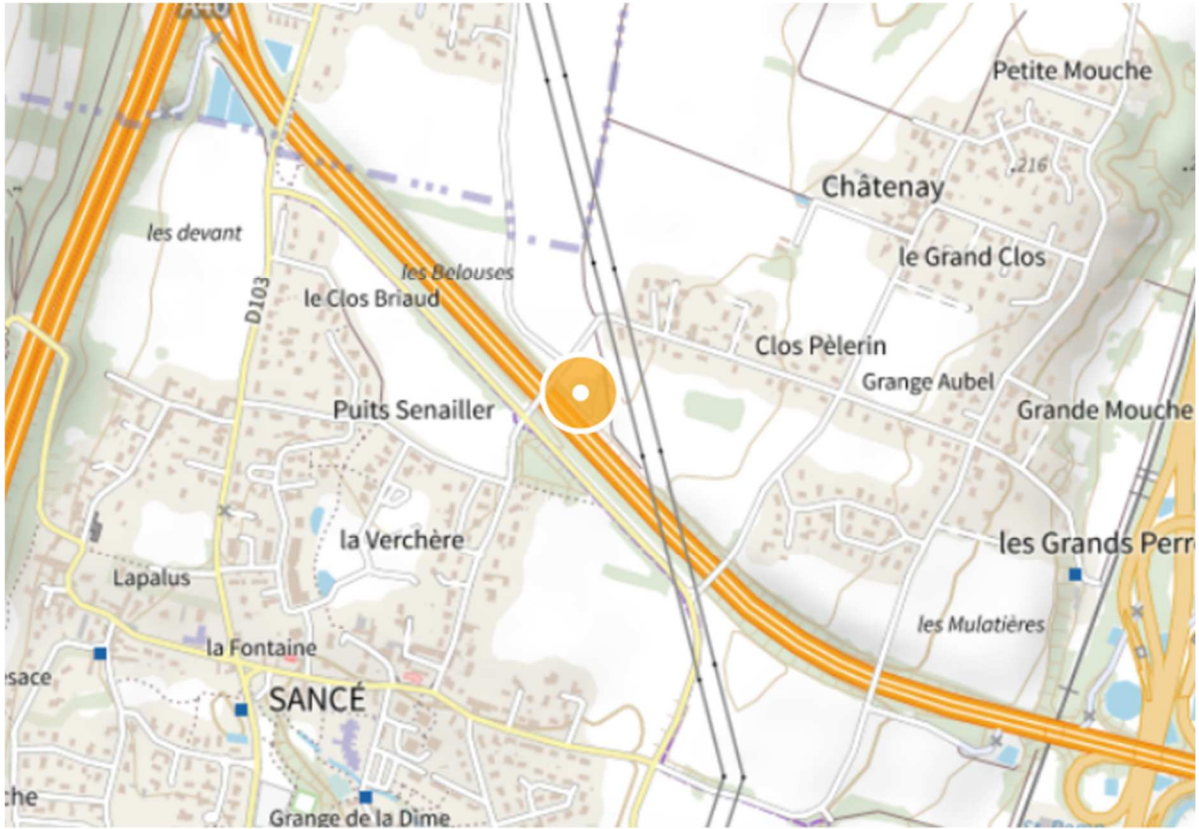 A40
Petite Mouche
216
Châtenay
les devant
le Grand Clos
les Belouses
le Clos Briaud
D103
Clos Pèlerin
Grange Aubel
Puits Senailler
Grande Mouche
la Verchère
les Grands Perr
Lapalus
les Mulatières
la Fontaine
esace
SANCÉ
che
Grange de la Dîme